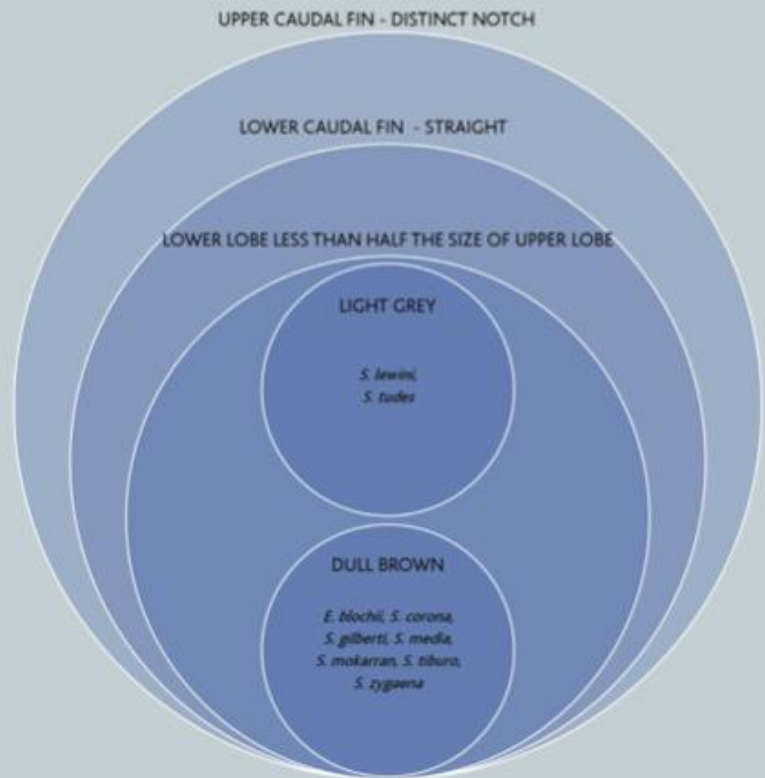 UPPER CAUDAL FIN - DISTINCT NOTCH
LOWER CAUDAL FIN - STRAIGHT
LOWER LOBE LESS THAN HALF THE SIZE OF UPPER LOBE
LIGHT GREY
S. lewini,
S. tudes
DULL BROWN
E. blochii, S. corona,
S. gilberti, S. media,
S. mokarran, S. tiburo,
S. zygaena